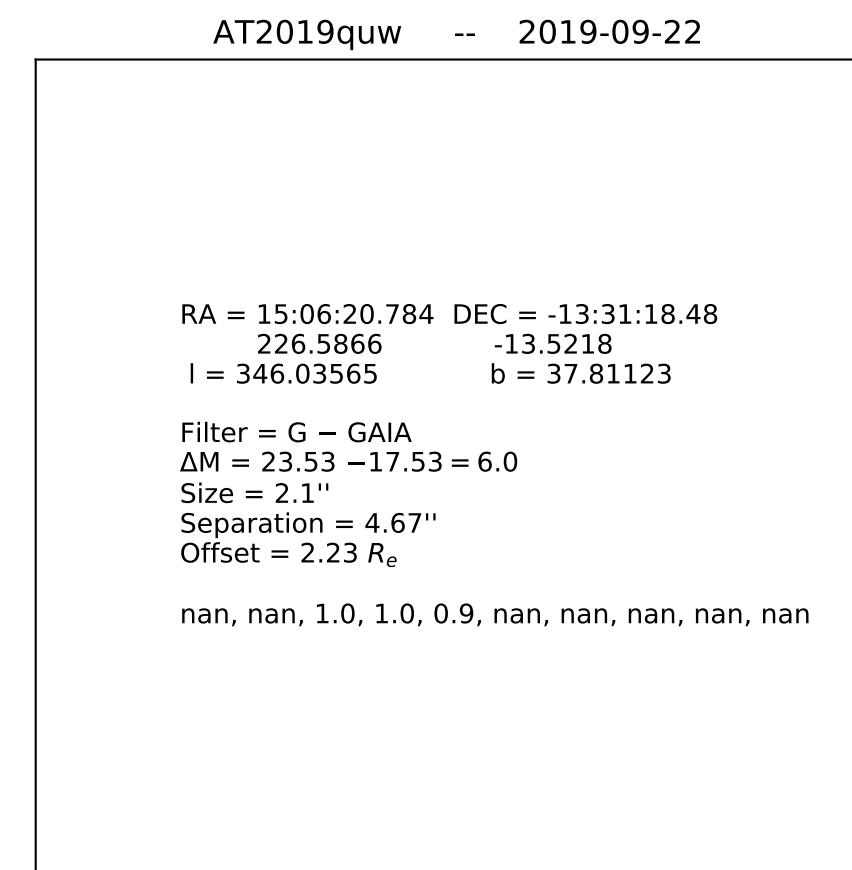 AT2019quw -- 2019-09-22
RA = 15:06:20.784 DEC = -13:31:18.48
226.5866 -13.5218
l = 346.03565 b = 37.81123
Filter = G − GAIA
ΔM = 23.53 −17.53 = 6.0
Size = 2.1''
Separation = 4.67''
Offset = 2.23 Re
nan, nan, 1.0, 1.0, 0.9, nan, nan, nan, nan, nan